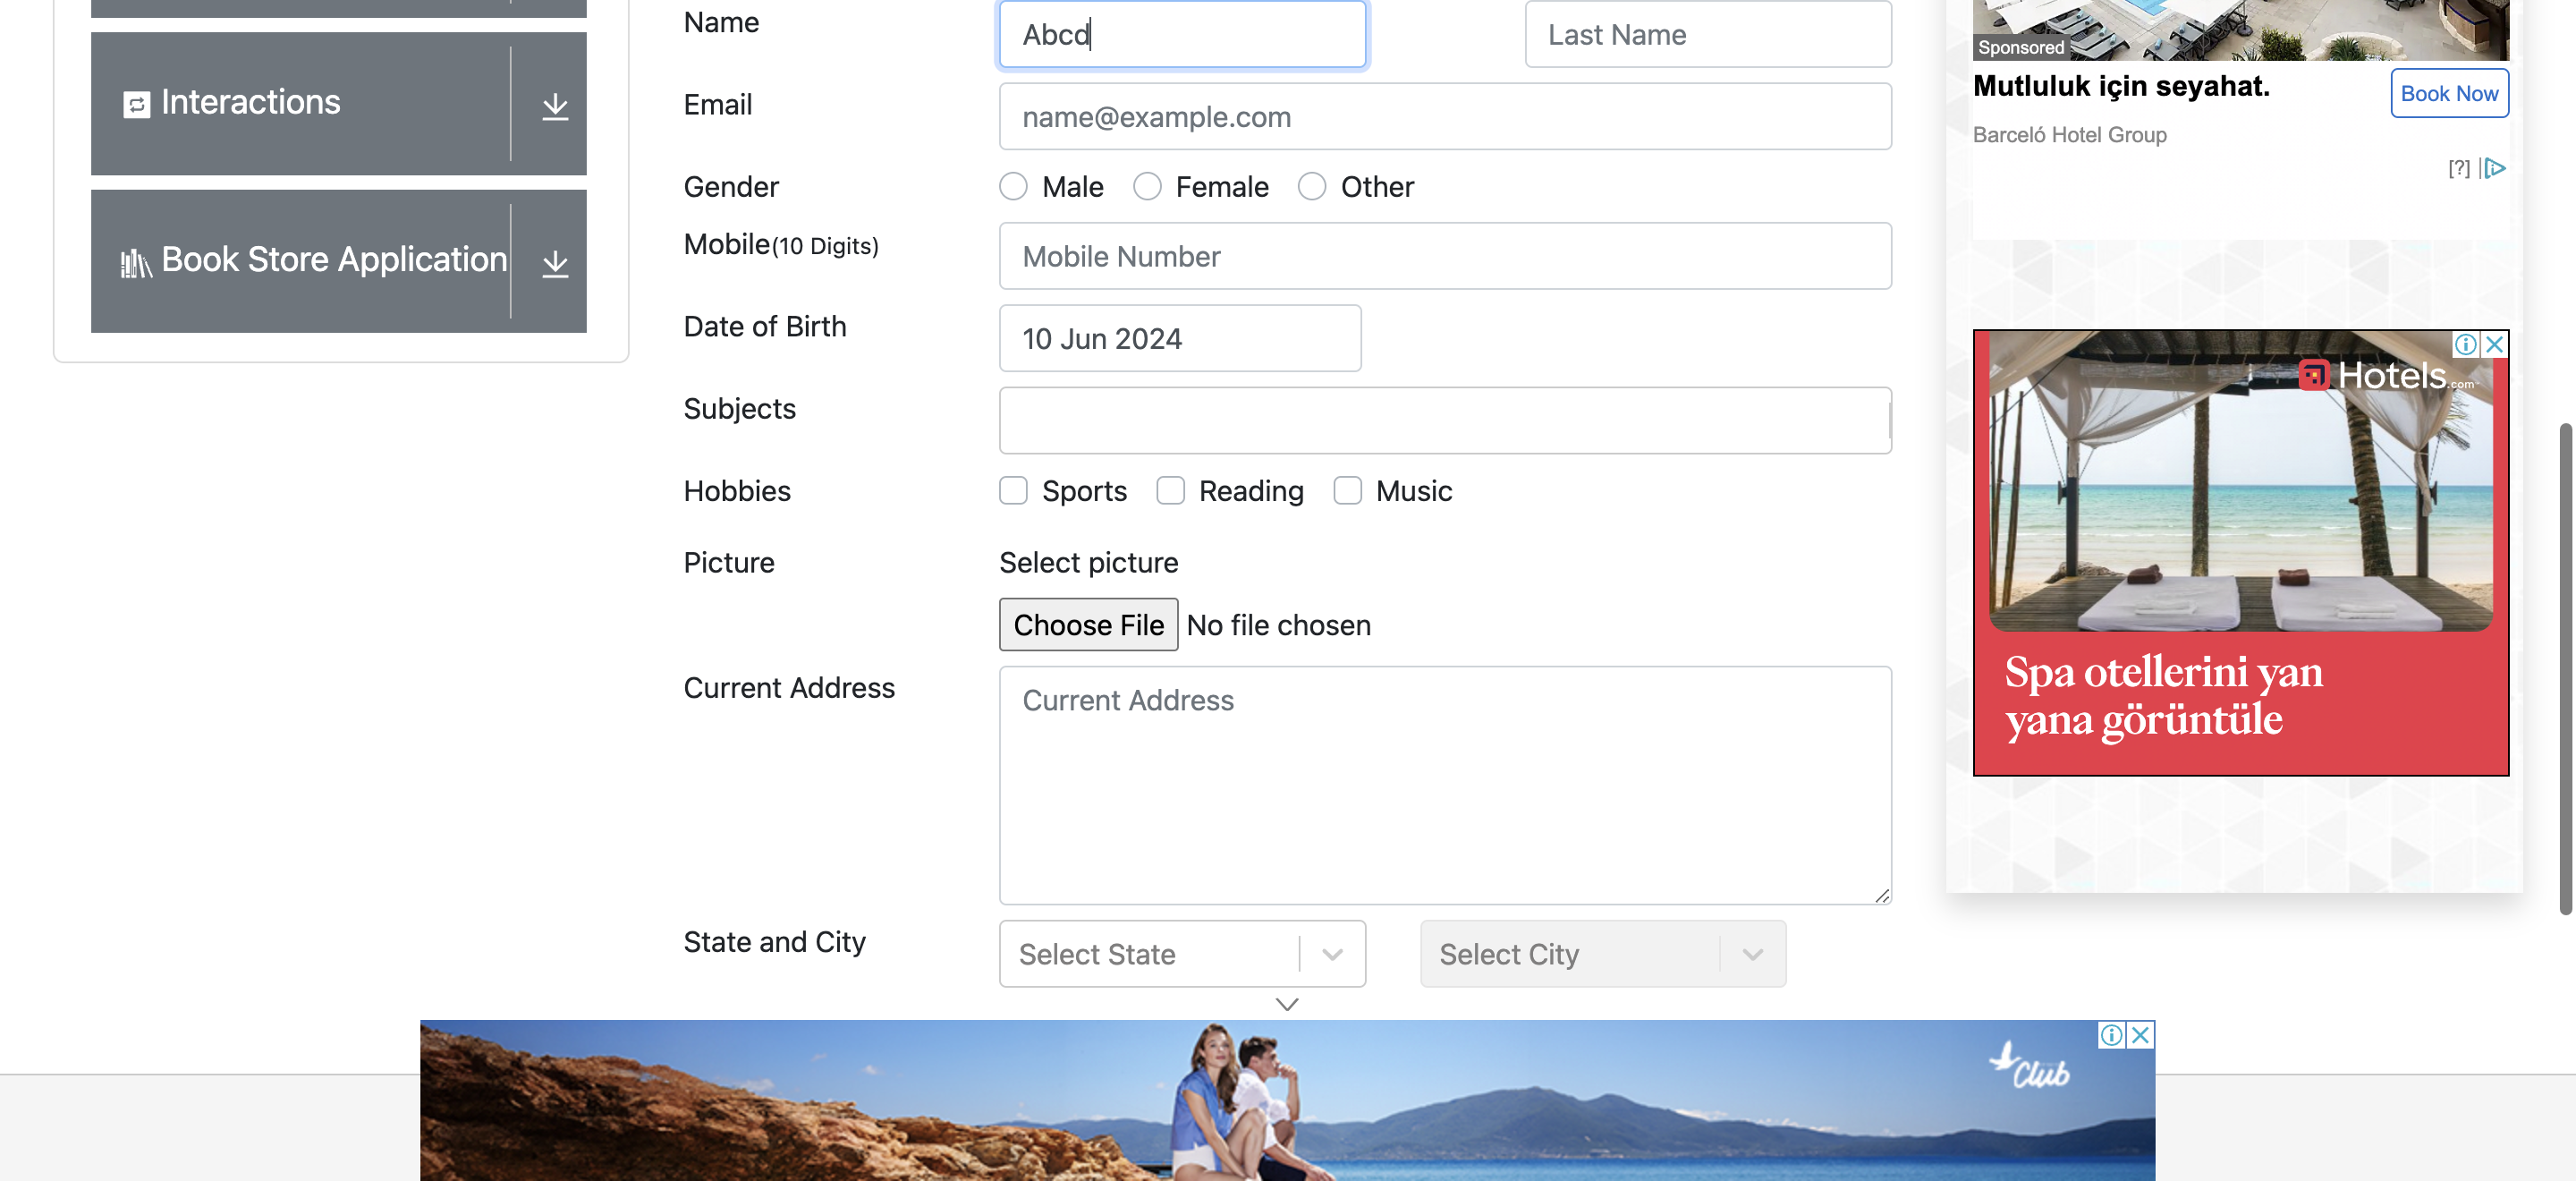 Interactions
Book Store Application
Name
Abcd
Last Name
Email
name@example.com
Gender
Male
Female
Other
Mobile(10 Digits)
Mobile Number
Date of Birth
10 Jun 2024
Subjects
Hobbies
Sports
Reading
Music
Picture
Select picture
Choose File
No file chosen
Current Address
Current Address
State and City
Select State
Select City
Sponsored
Mutluluk için seyahat.
Book Now
Barceló Hotel Group
[?]
Hotels.com
Spa otellerini yan
yana görüntüle
Club